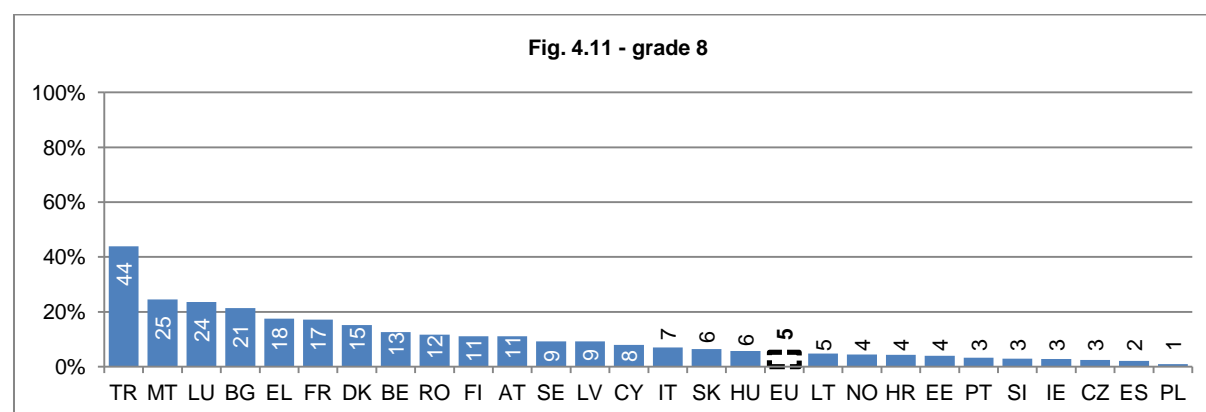 Fig. 4.11 - grade 8
100%
80%
60%
40%
20%
0%
44 25 24 21 18 17 15 13 12 11 11 9 9 8 7 6 6 5 5 4 4 4 3 3 3 3 2 1
TR MT LU BG EL FR DK BE RO FI AT SE LV CY IT SK HU EU LT NO HR EE PT SI IE CZ ES PL